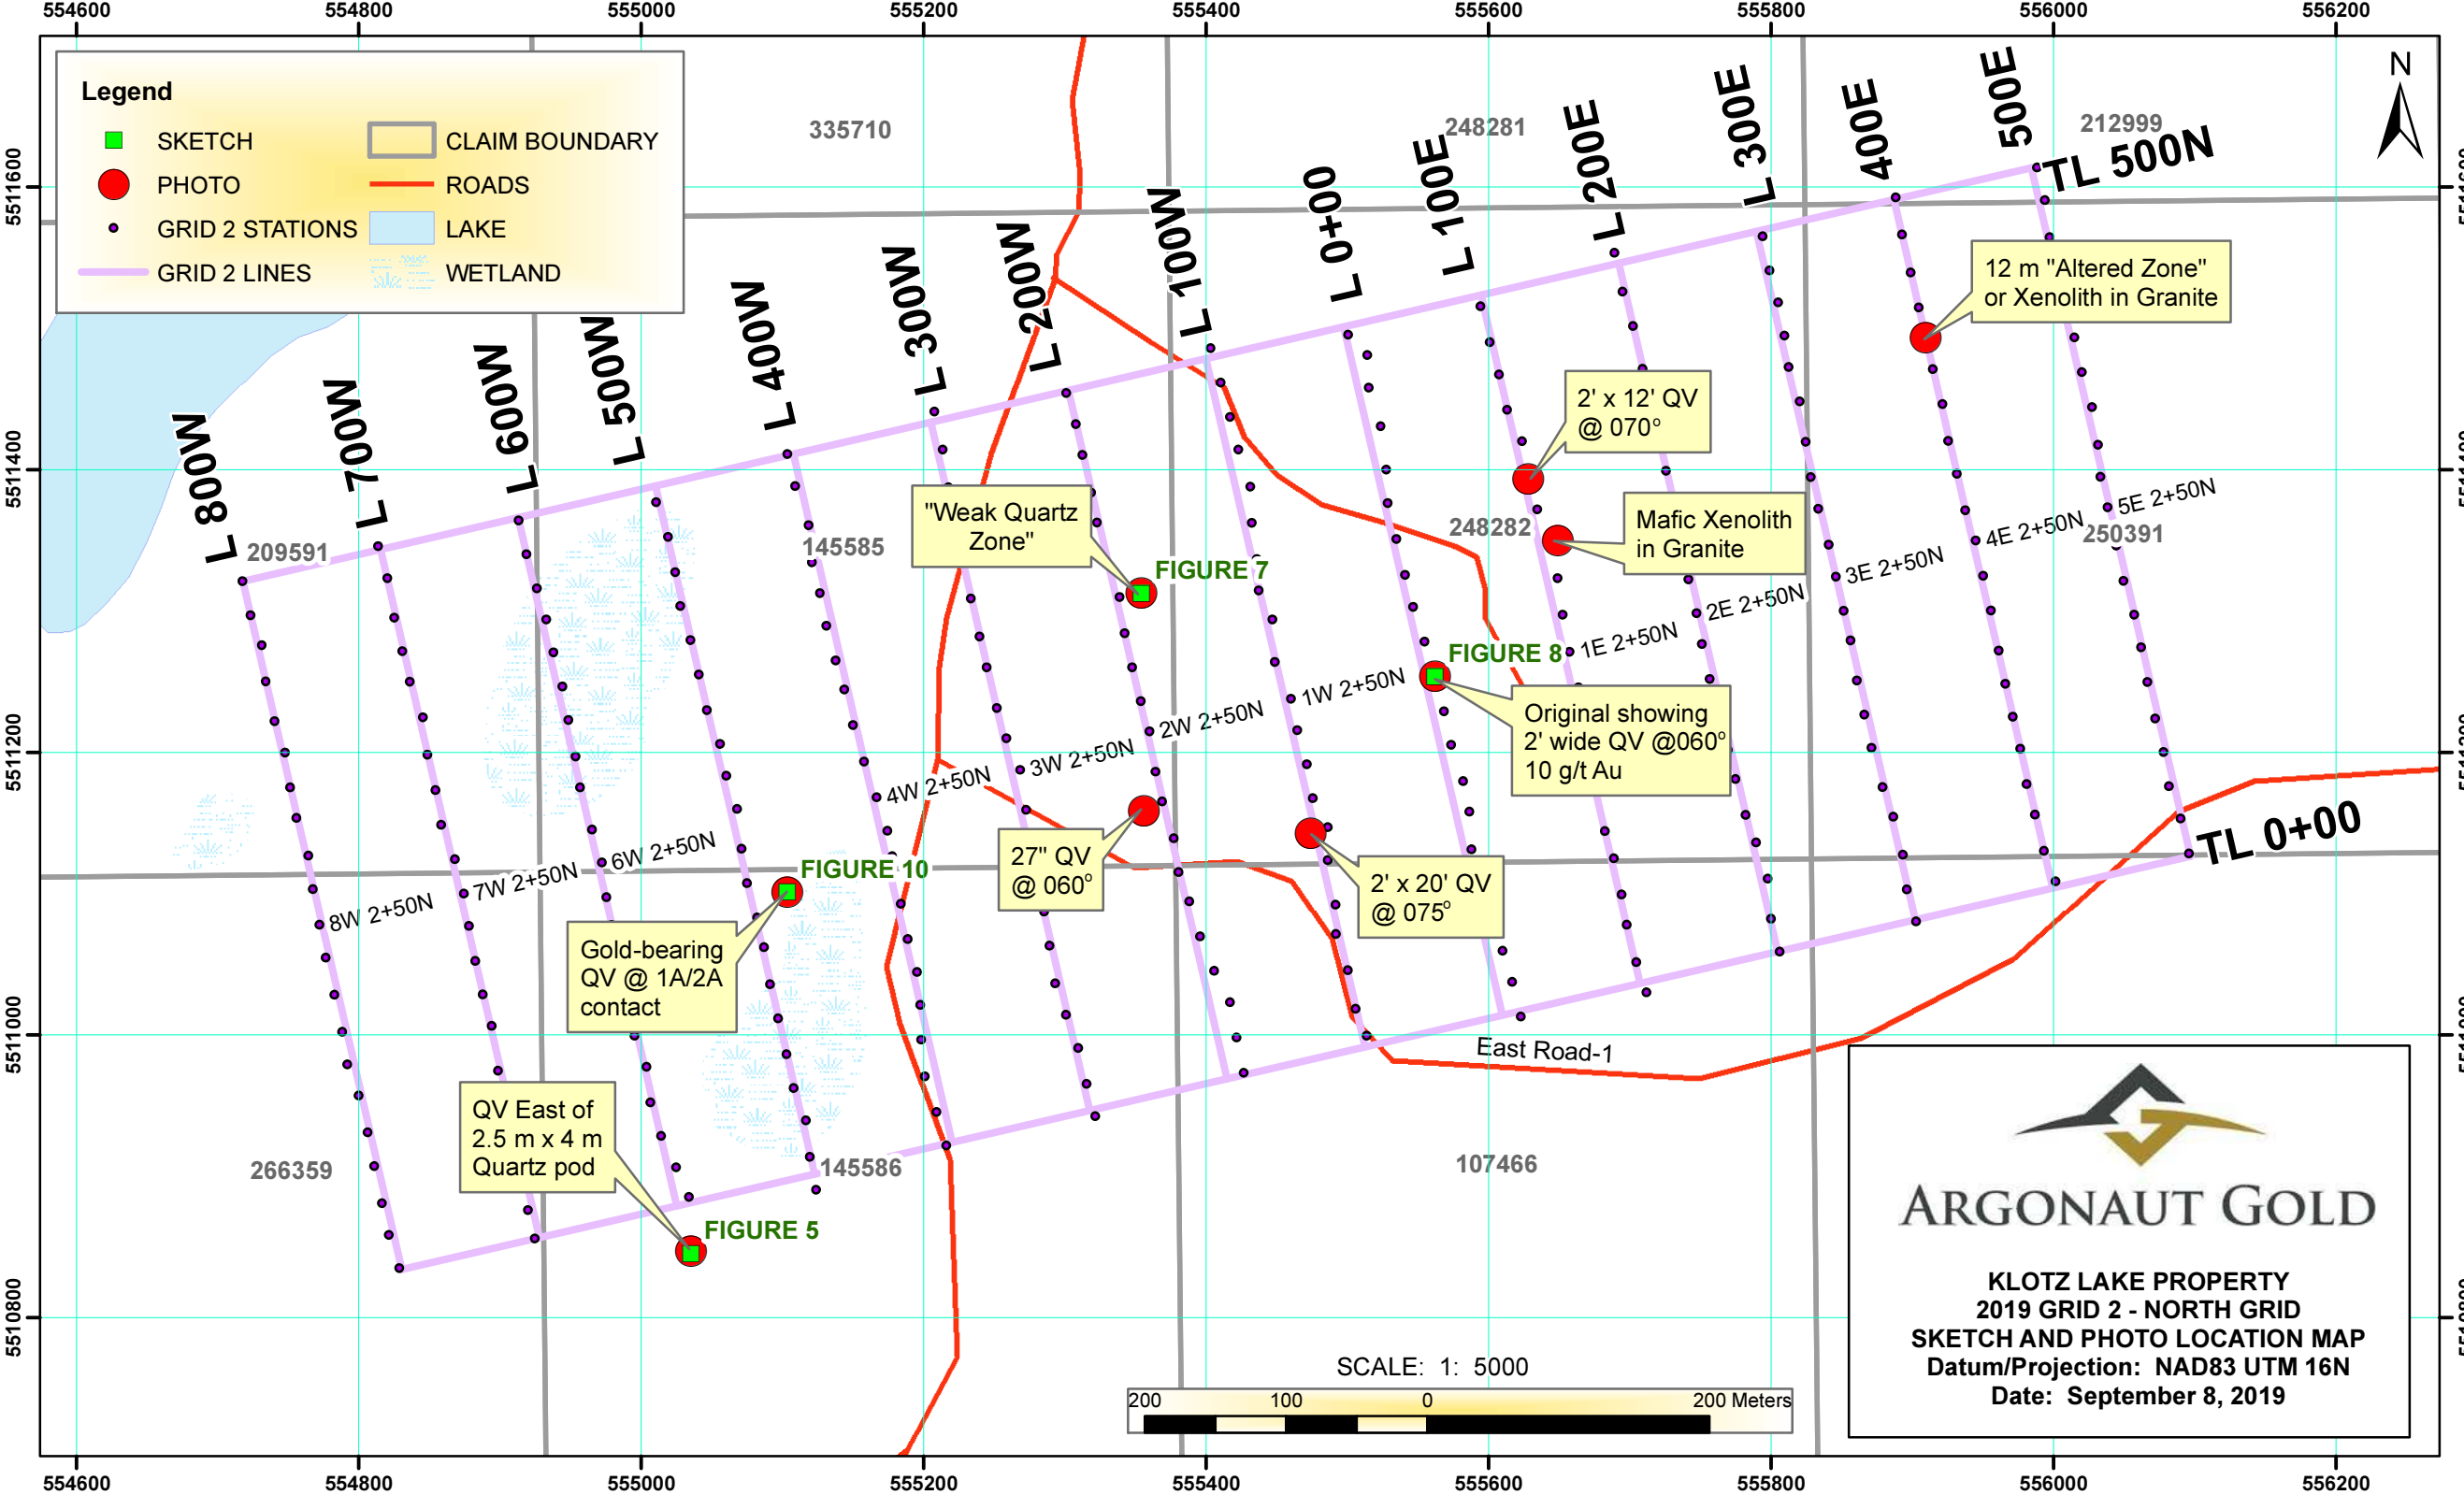 554600 554800 555000 555200 555400 555600 555800 556000 556200
Legend
SKETCH
PHOTO
GRID 2 STATIONS
GRID 2 LINES
CLAIM BOUNDARY
ROADS
LAKE
WETLAND
N
335710
248281
212999
5511600
5511400
5511200
5511000
5510800
L 800W
L 700W
L 600W
L 500W
L 400W
L 300W
L 200W
L 100W
L 0+00
L 100E
L 200E
L 300E
400E
500E
TL 500N
12 m "Altered Zone"
or Xenolith in Granite
2' x 12' QV
@ 070°
Mafic Xenolith
in Granite
"Weak Quartz
Zone"
FIGURE 7
209591
145585
248282
250391
5E 2+50N
4E 2+50N
3E 2+50N
2E 2+50N
1E 2+50N
FIGURE 8
Original showing
2' wide QV @060°
10 g/t Au
1W 2+50N
2W 2+50N
3W 2+50N
4W 2+50N
6W 2+50N
7W 2+50N
8W 2+50N
TL 0+00
27" QV
@ 060°
2' x 20' QV
@ 075°
FIGURE 10
Gold-bearing
QV @ 1A/2A
contact
East Road-1
QV East of
2.5 m x 4 m
Quartz pod
FIGURE 5
266359
145586
107466
ARGONAUT GOLD
KLOTZ LAKE PROPERTY
2019 GRID 2 - NORTH GRID
SKETCH AND PHOTO LOCATION MAP
Datum/Projection: NAD83 UTM 16N
Date: September 8, 2019
SCALE: 1: 5000
200 100 0 200 Meters
554600 554800 555000 555200 555400 555600 555800 556000 556200